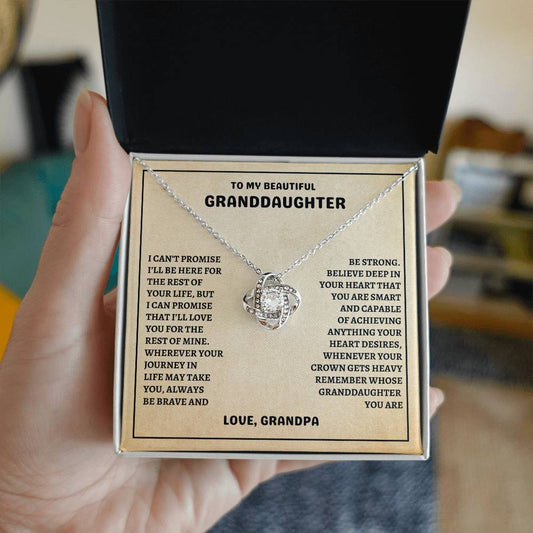 TO MY BEAUTIFUL
GRANDDAUGHTER
I CAN'T PROMISE
I'LL BE HERE FOR
THE REST OF
YOUR LIFE, BUT
I CAN PROMISE
THAT I'LL LOVE
YOU FOR THE
REST OF MINE.
WHEREVER YOUR
JOURNEY IN
LIFE MAY TAKE
YOU, ALWAYS
BE BRAVE AND
BE STRONG.
BELIEVE DEEP IN
YOUR HEART THAT
YOU ARE SMART
AND CAPABLE
OF ACHIEVING
ANYTHING YOUR
HEART DESIRES,
WHENEVER YOUR
CROWN GETS HEAVY
REMEMBER WHOSE
GRANDDAUGHTER
YOU ARE
LOVE, GRANDPA